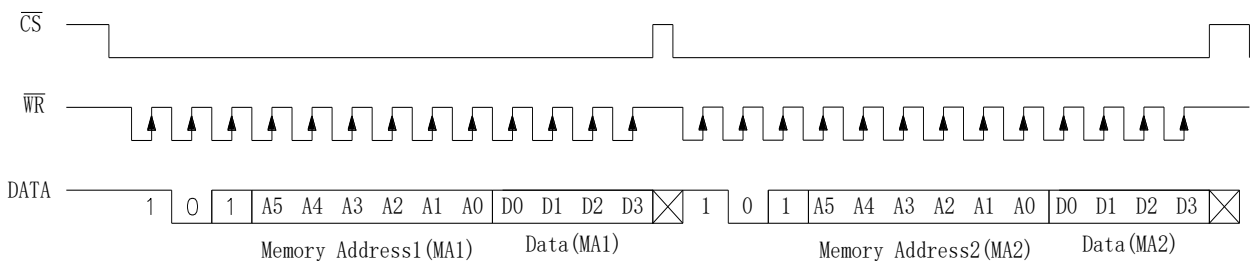 CS
WR
DATA 1 0 1 A5 A4 A3 A2 A1 A0 D0 D1 D2 D3 1 0 1 A5 A4 A3 A2 A1 A0 D0 D1 D2 D3
Memory Address1(MA1) Data(MA1) Memory Address2(MA2) Data(MA2)